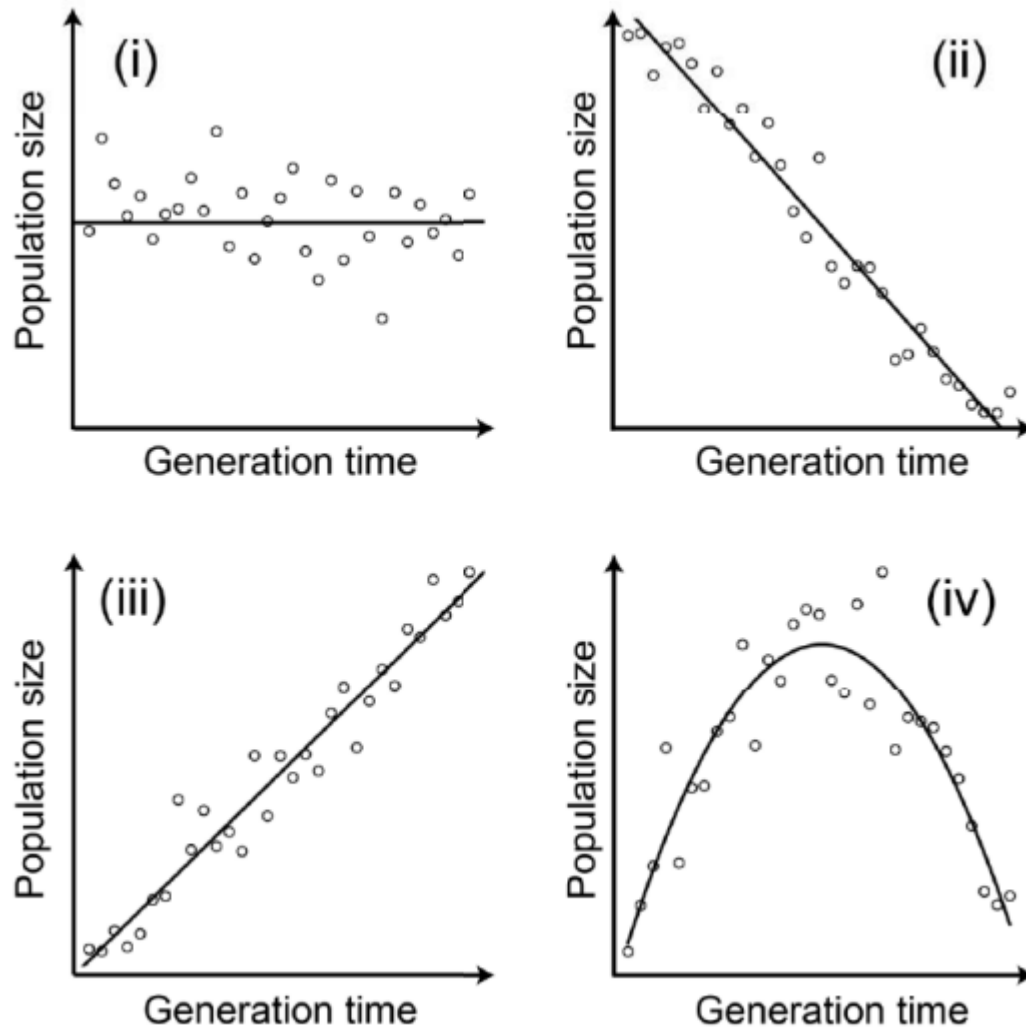 (i)
Population size
Generation time
(ii)
Population size
Generation time
(iii)
Population size
Generation time
(iv)
Population size
Generation time